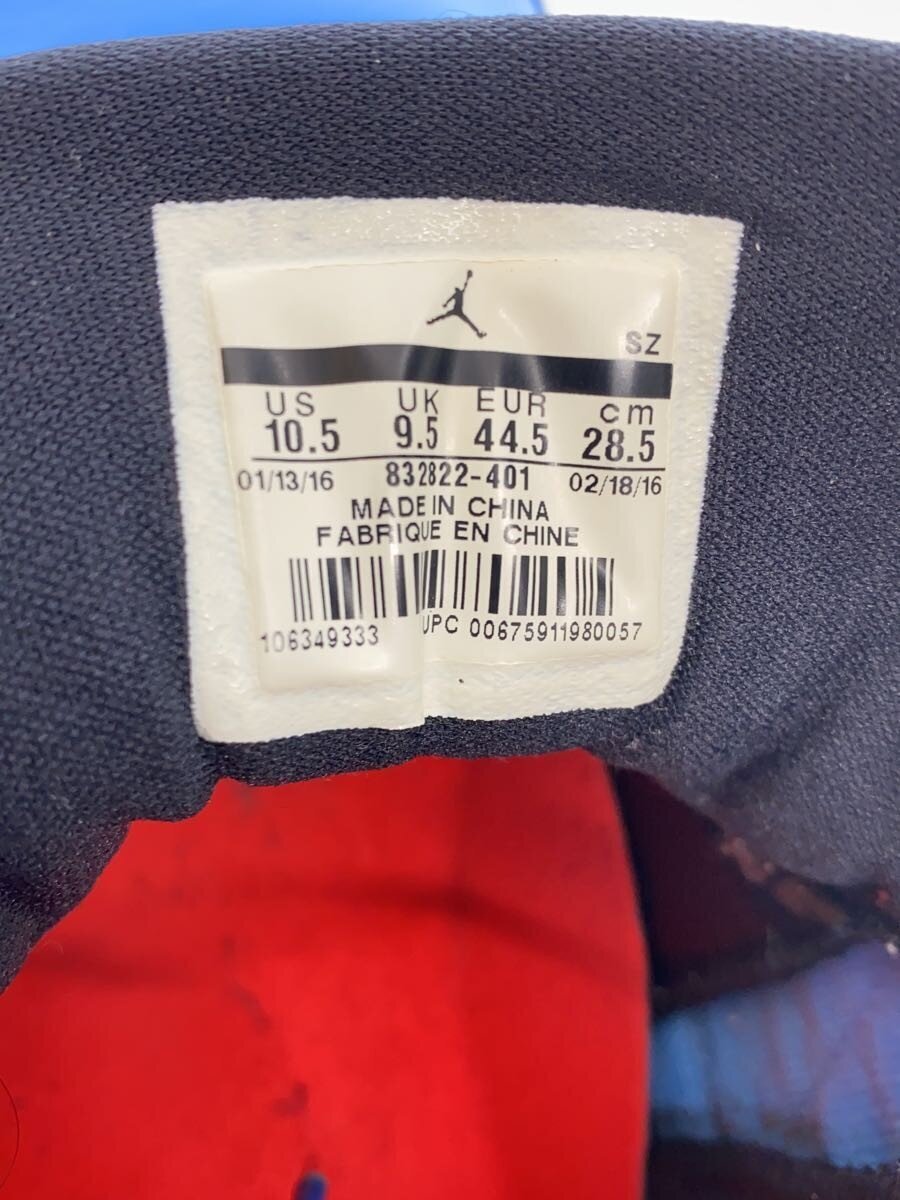 SZ
US UK EUR cm
10.5 9.5 44.5 28.5
01/13/16 832822-401 02/18/16
MADE IN CHINA
FABRIQUE EN CHINE
106349333 UPC 00675911980057